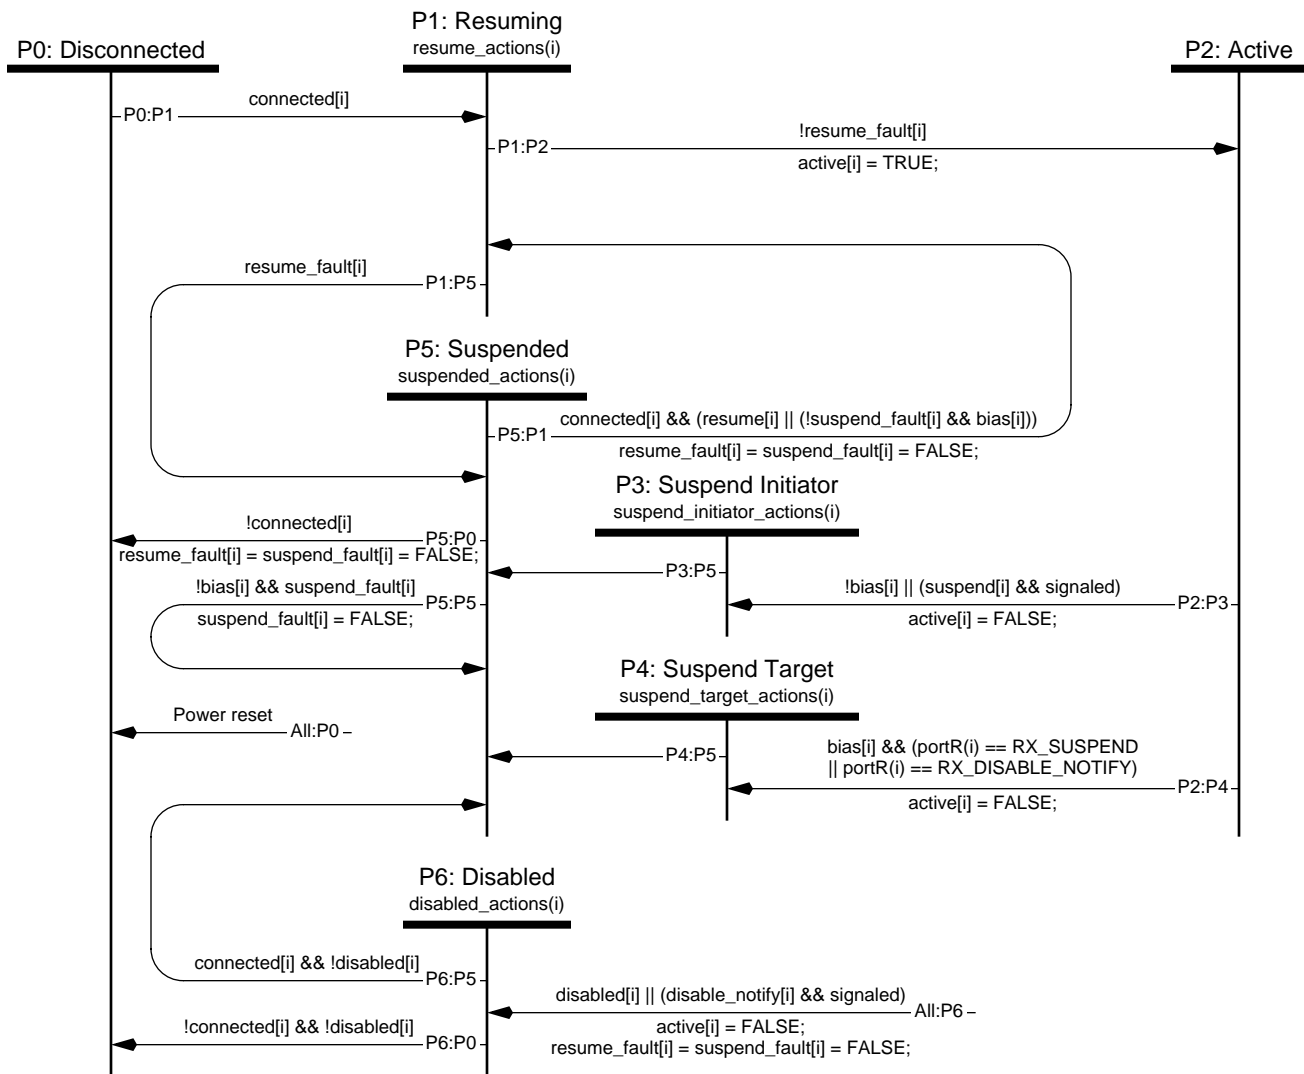 P1: Resuming
resume_actions(i)
P0: Disconnected
P2: Active
connected[i]
P0:P1
!resume_fault[i]
P1:P2
active[i] = TRUE;
resume_fault[i]
P1:P5
P5: Suspended
suspended_actions(i)
connected[i] && (resume[i] || (!suspend_fault[i] && bias[i]))
P5:P1
resume_fault[i] = suspend_fault[i] = FALSE;
P3: Suspend Initiator
suspend_initiator_actions(i)
!connected[i]
P5:P0
resume_fault[i] = suspend_fault[i] = FALSE;
P3:P5
!bias[i] && suspend_fault[i]
P5:P5
suspend_fault[i] = FALSE;
!bias[i] || (suspend[i] && signaled)
P2:P3
active[i] = FALSE;
P4: Suspend Target
suspend_target_actions(i)
Power reset
All:P0
P4:P5
bias[i] && (portR(i) == RX_SUSPEND
|| portR(i) == RX_DISABLE_NOTIFY)
P2:P4
active[i] = FALSE;
P6: Disabled
disabled_actions(i)
connected[i] && !disabled[i]
P6:P5
disabled[i] || (disable_notify[i] && signaled)
All:P6
active[i] = FALSE;
resume_fault[i] = suspend_fault[i] = FALSE;
!connected[i] && !disabled[i]
P6:P0